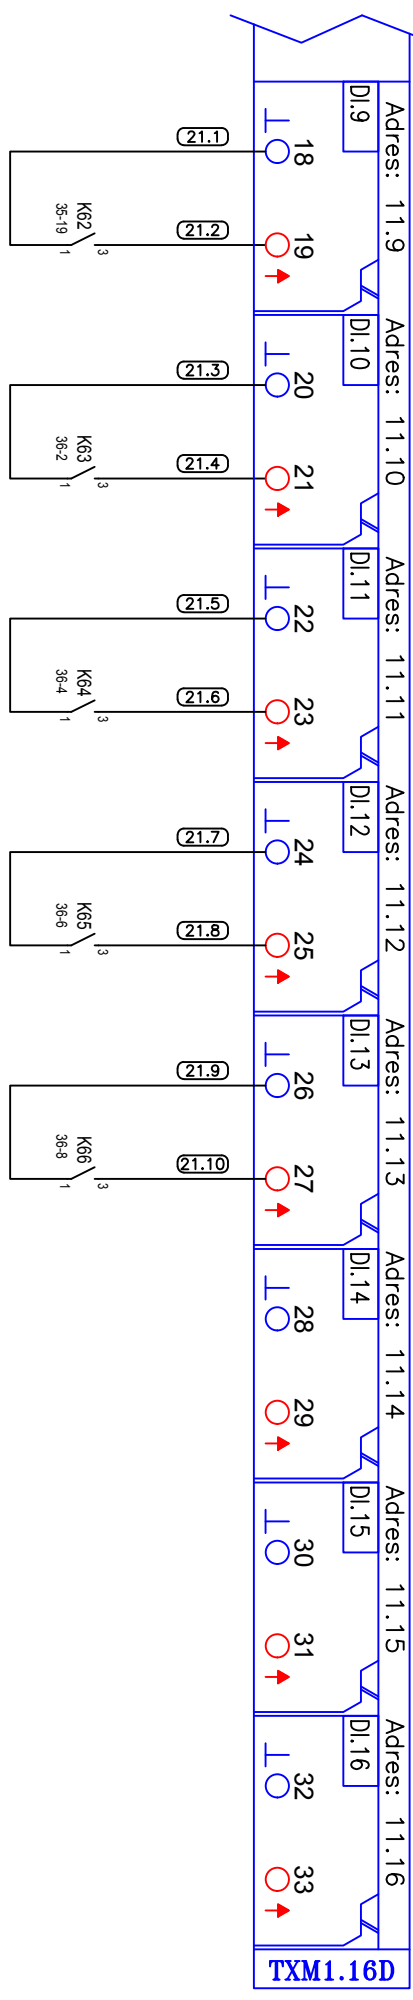 Adres: 11.9
DI.9
18
19
21.1
21.2
K62
35-19
1
3
Adres: 11.10
DI.10
20
21
21.3
21.4
K63
36-2
1
3
Adres: 11.11
DI.11
22
23
21.5
21.6
K64
36-4
1
3
Adres: 11.12
DI.12
24
25
21.7
21.8
K65
36-6
1
3
Adres: 11.13
DI.13
26
27
21.9
21.10
K66
36-8
1
3
Adres: 11.14
DI.14
28
29
Adres: 11.15
DI.15
30
31
Adres: 11.16
DI.16
32
33
TXM1.16D